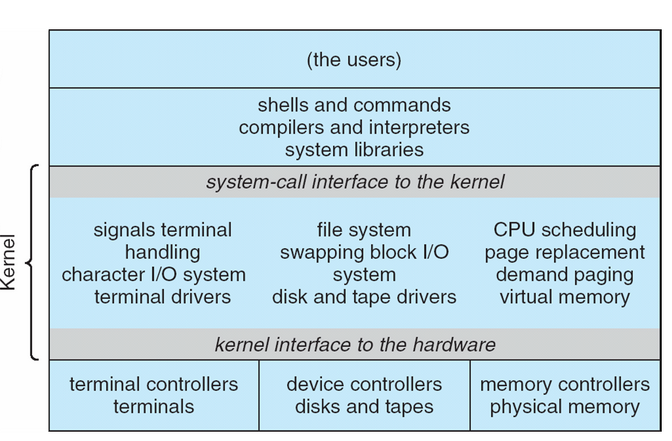 (the users)
shells and commands
compilers and interpreters
system libraries
Kernel
system-call interface to the kernel
signals terminal
handling
character I/O system
terminal drivers
file system
swapping block I/O
system
disk and tape drivers
CPU scheduling
page replacement
demand paging
virtual memory
kernel interface to the hardware
terminal controllers
terminals
device controllers
disks and tapes
memory controllers
physical memory